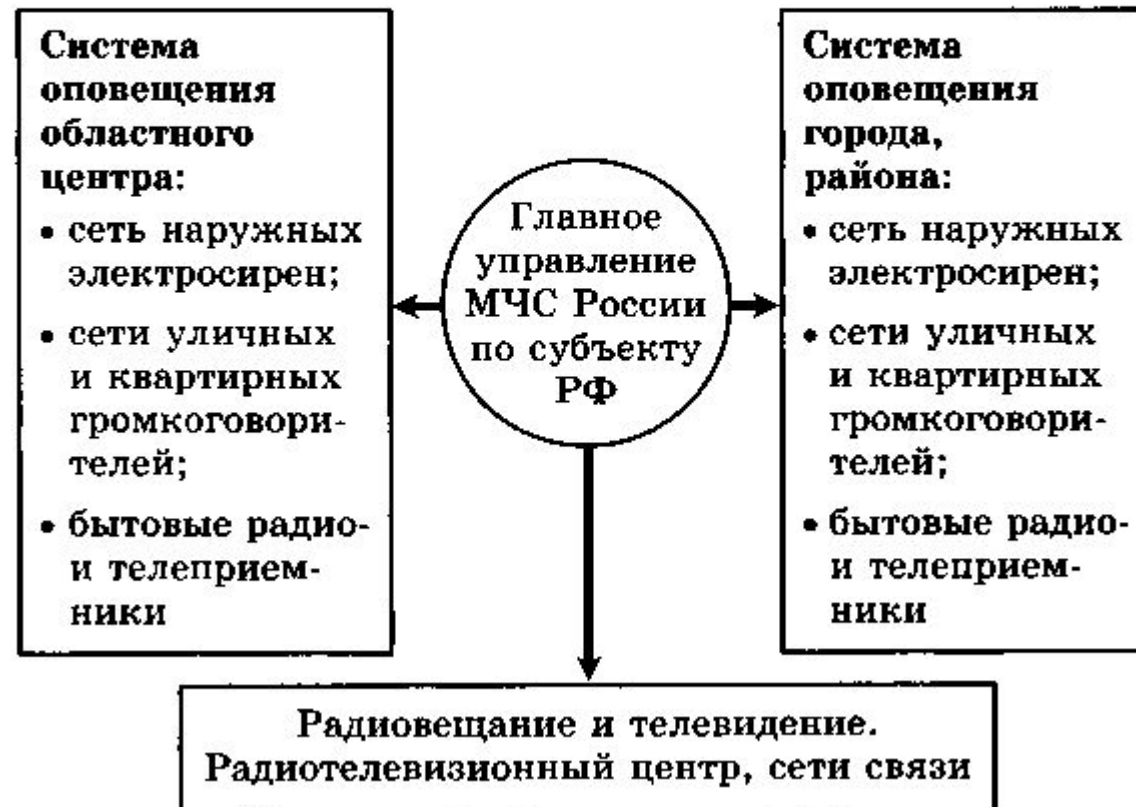 Система
оповещения
областного
центра:
• сеть наружных
электросирен;
• сети уличных
и квартирных
громкоговори-
телей;
• бытовые радио-
и телеприем-
ники
Главное
управление
МЧС России
по субъекту
РФ
Система
оповещения
города,
района:
• сеть наружных
электросирен;
• сети уличных
и квартирных
громкоговори-
телей;
• бытовые радио-
и телеприем-
ники
Радиовещание и телевидение.
Радиотелевизионный центр, сети связи